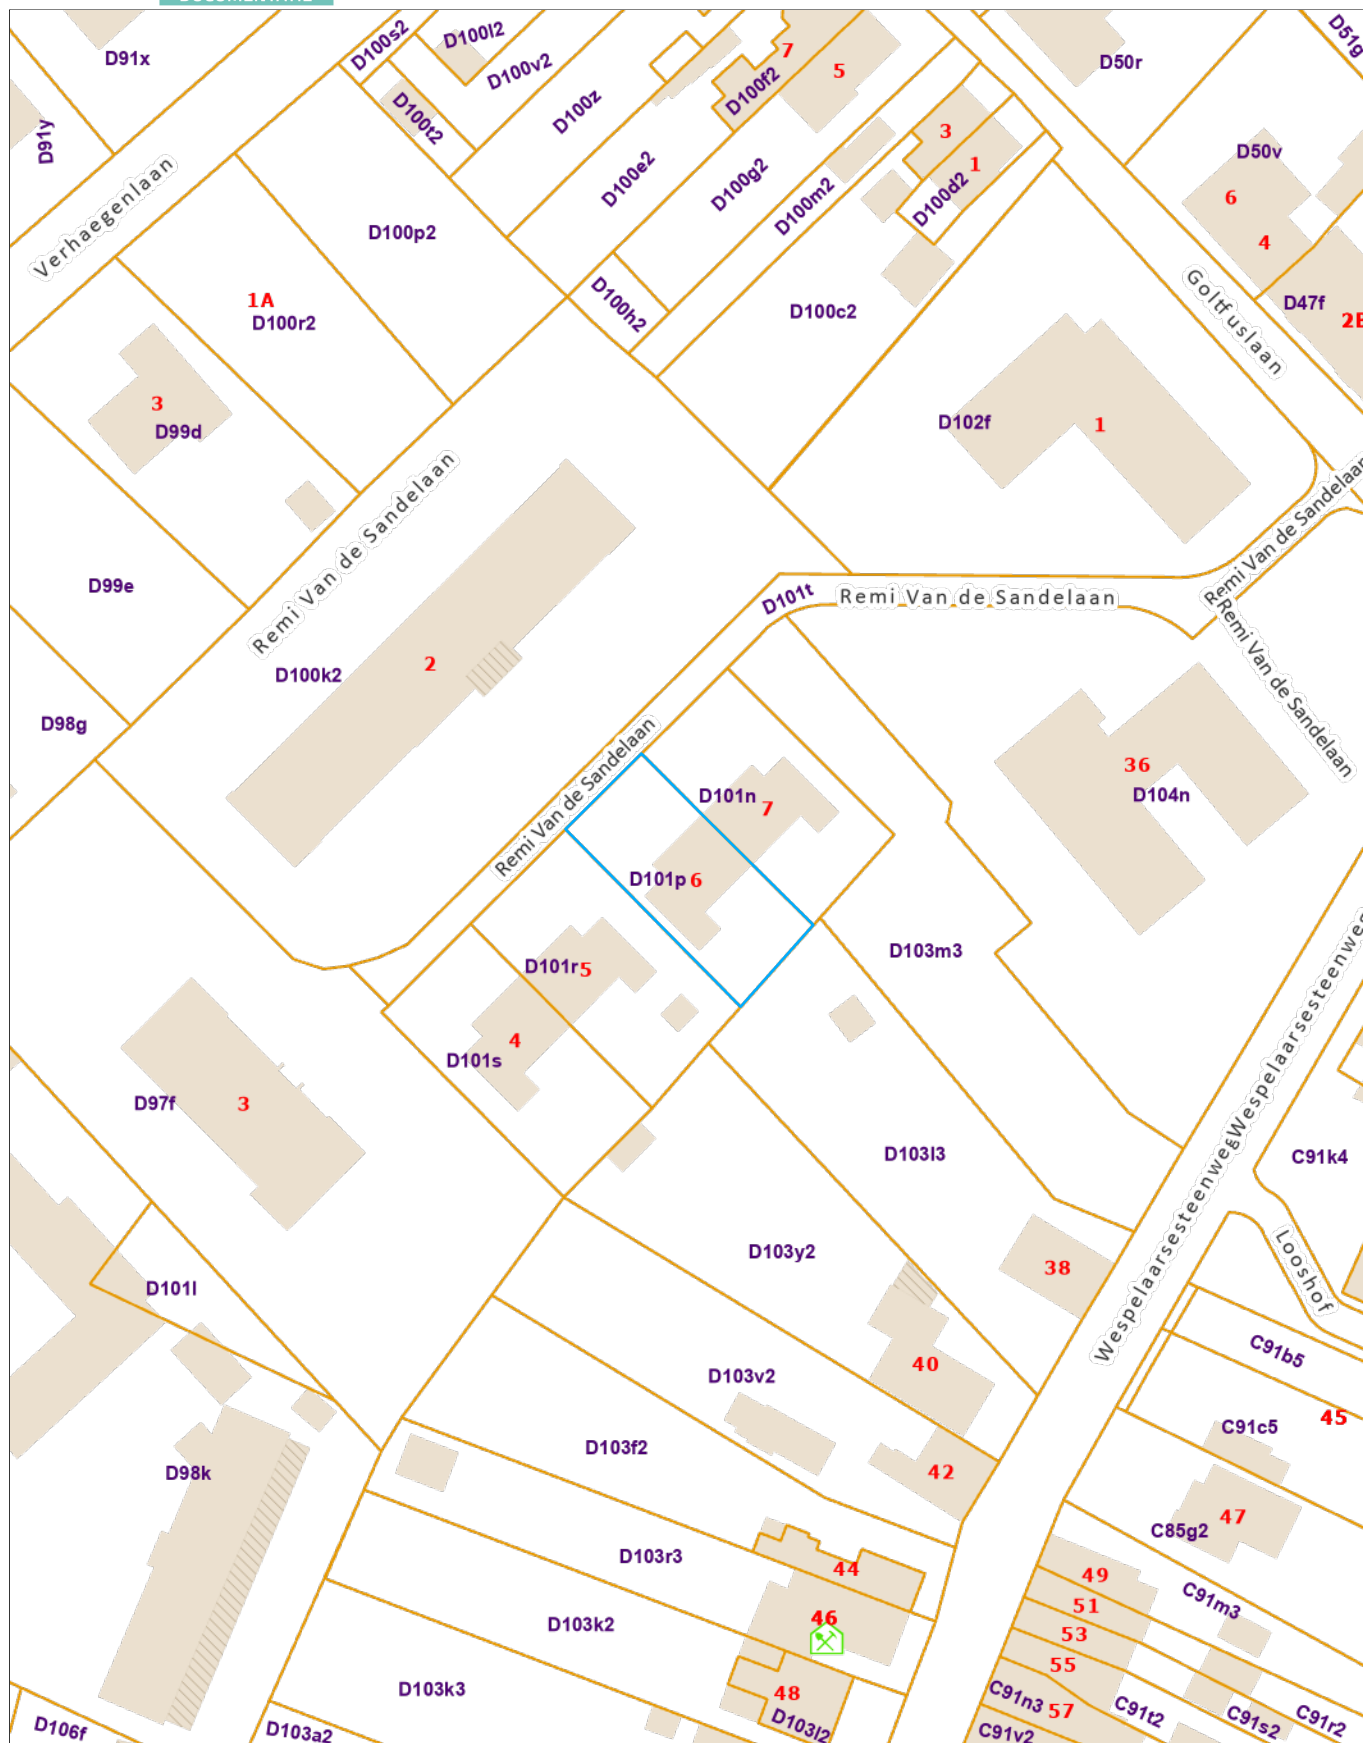 D91x
D100s2
D100l2
D100v2
D51g
D50r
7
5
D100f2
D100z
D100t2
D91y
Verhaegenlaan
D100e2
D100g2
D100m2
3
1
D100d2
D50v
6
4
D100p2
D100h2
D100c2
Goltfuslaan
D47f
1A
D100r2
3
D99d
D102f
1
Remi Van de Sandelaan
Remi Van de Sandelaan
D99e
D101t
Remi Van de Sandelaan
Remi Van de Sandelaan
D100k2
2
D98g
Remi Van de Sandelaan
D101n
7
36
D104n
D101p
6
D103m3
D101r
5
4
D101s
D97f
3
Wespelaarsesteenweg
Wespelaarsesteenweg
D103l3
C91k4
D103y2
38
Looshof
D101l
40
D103v2
C91b5
45
C91c5
D103f2
42
D98k
47
C85g2
D103r3
44
49
C91m3
51
D103k2
46
53
55
D103k3
48
C91n3
57
C91t2
C91s2
C91r2
D103l2
D106f
D103a2
C91v2